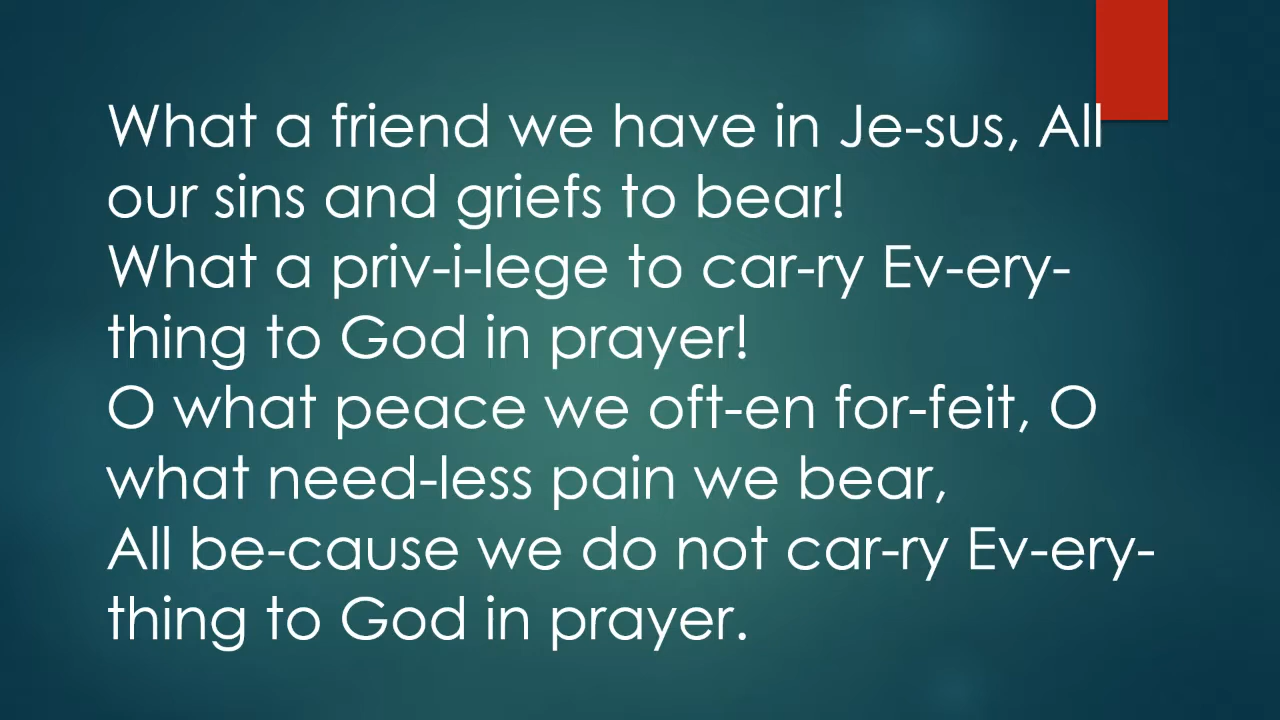 What a friend we have in Je-sus, All
our sins and griefs to bear!
What a priv-i-lege to car-ry Ev-ery-
thing to God in prayer!
O what peace we oft-en for-feit, O
what need-less pain we bear,
All be-cause we do not car-ry Ev-ery-
thing to God in prayer.